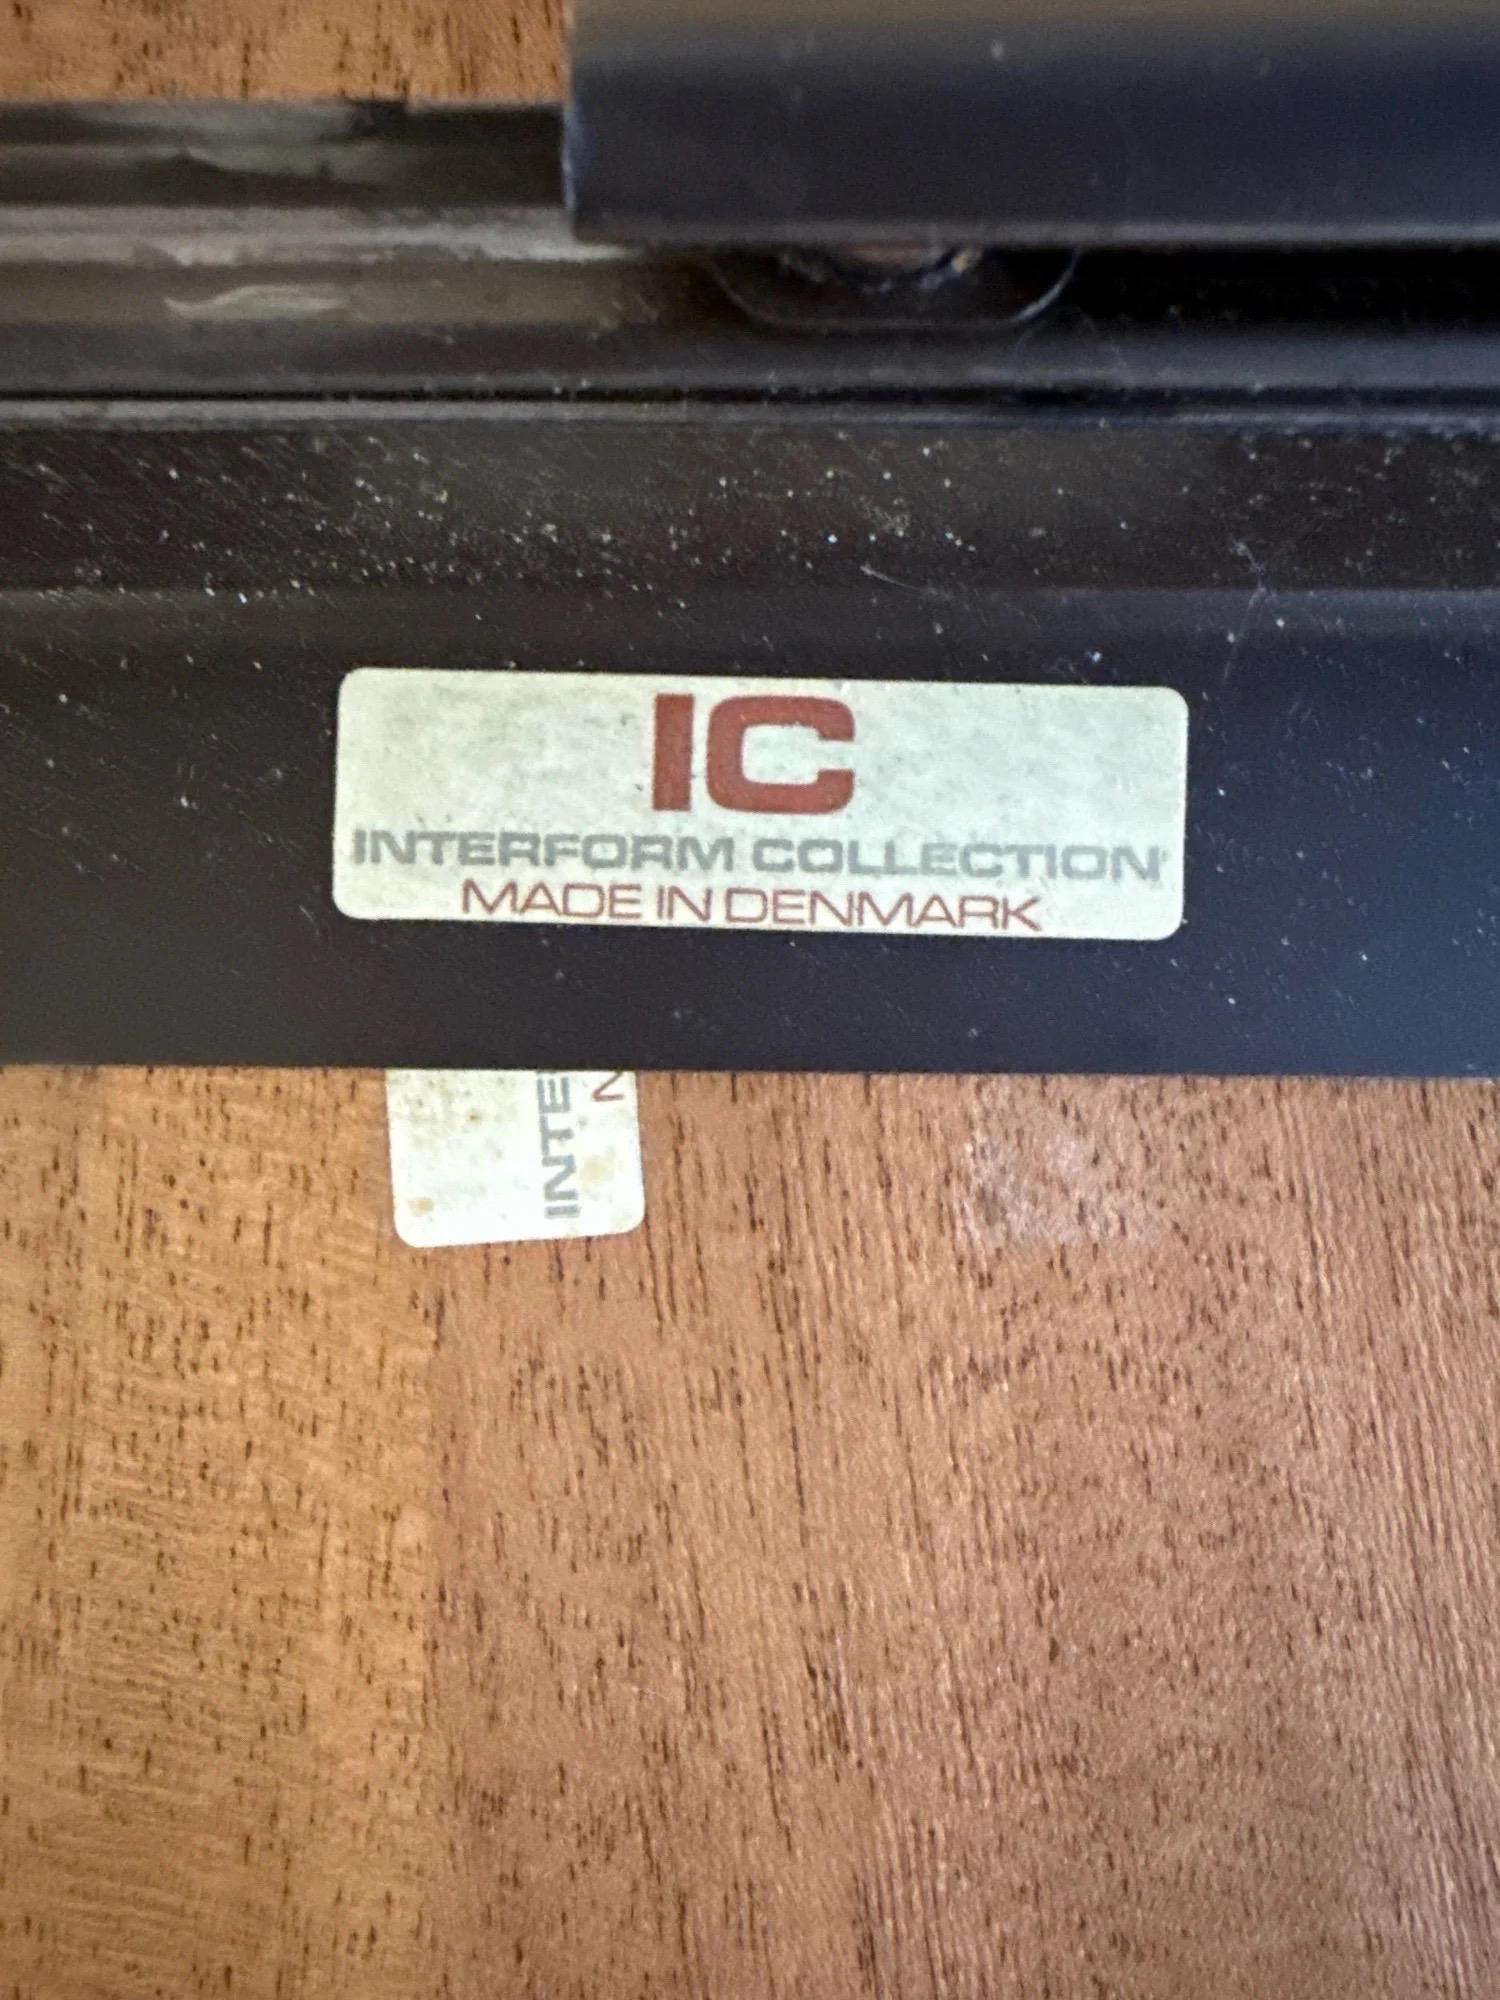 IC
INTERFORM COLLECTION
MADE IN DENMARK
INTE